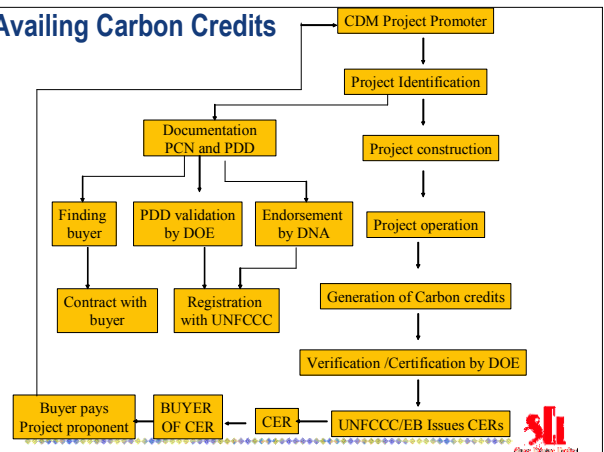 Availing Carbon Credits
CDM Project Promoter
Project Identification
Documentation
PCN and PDD
Project construction
Finding
buyer
PDD validation
by DOE
Endorsement
by DNA
Project operation
Contract with
buyer
Registration
with UNFCCC
Generation of Carbon credits
Verification /Certification by DOE
Buyer pays
Project proponent
BUYER
OF CER
CER
UNFCCC/EB Issues CERs